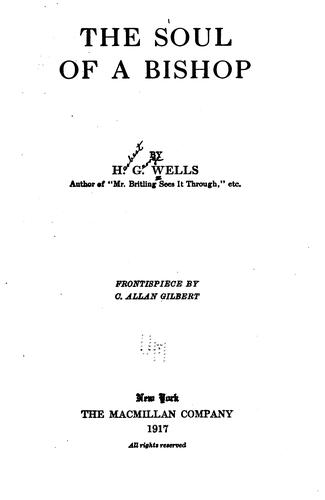 THE SOUL
OF A BISHOP
BY
H. G. WELLS
Author of "Mr. Britling Sees It Through," etc.
FRONTISPIECE BY
C. ALLAN GILBERT
New York
THE MACMILLAN COMPANY
1917
All rights reserved